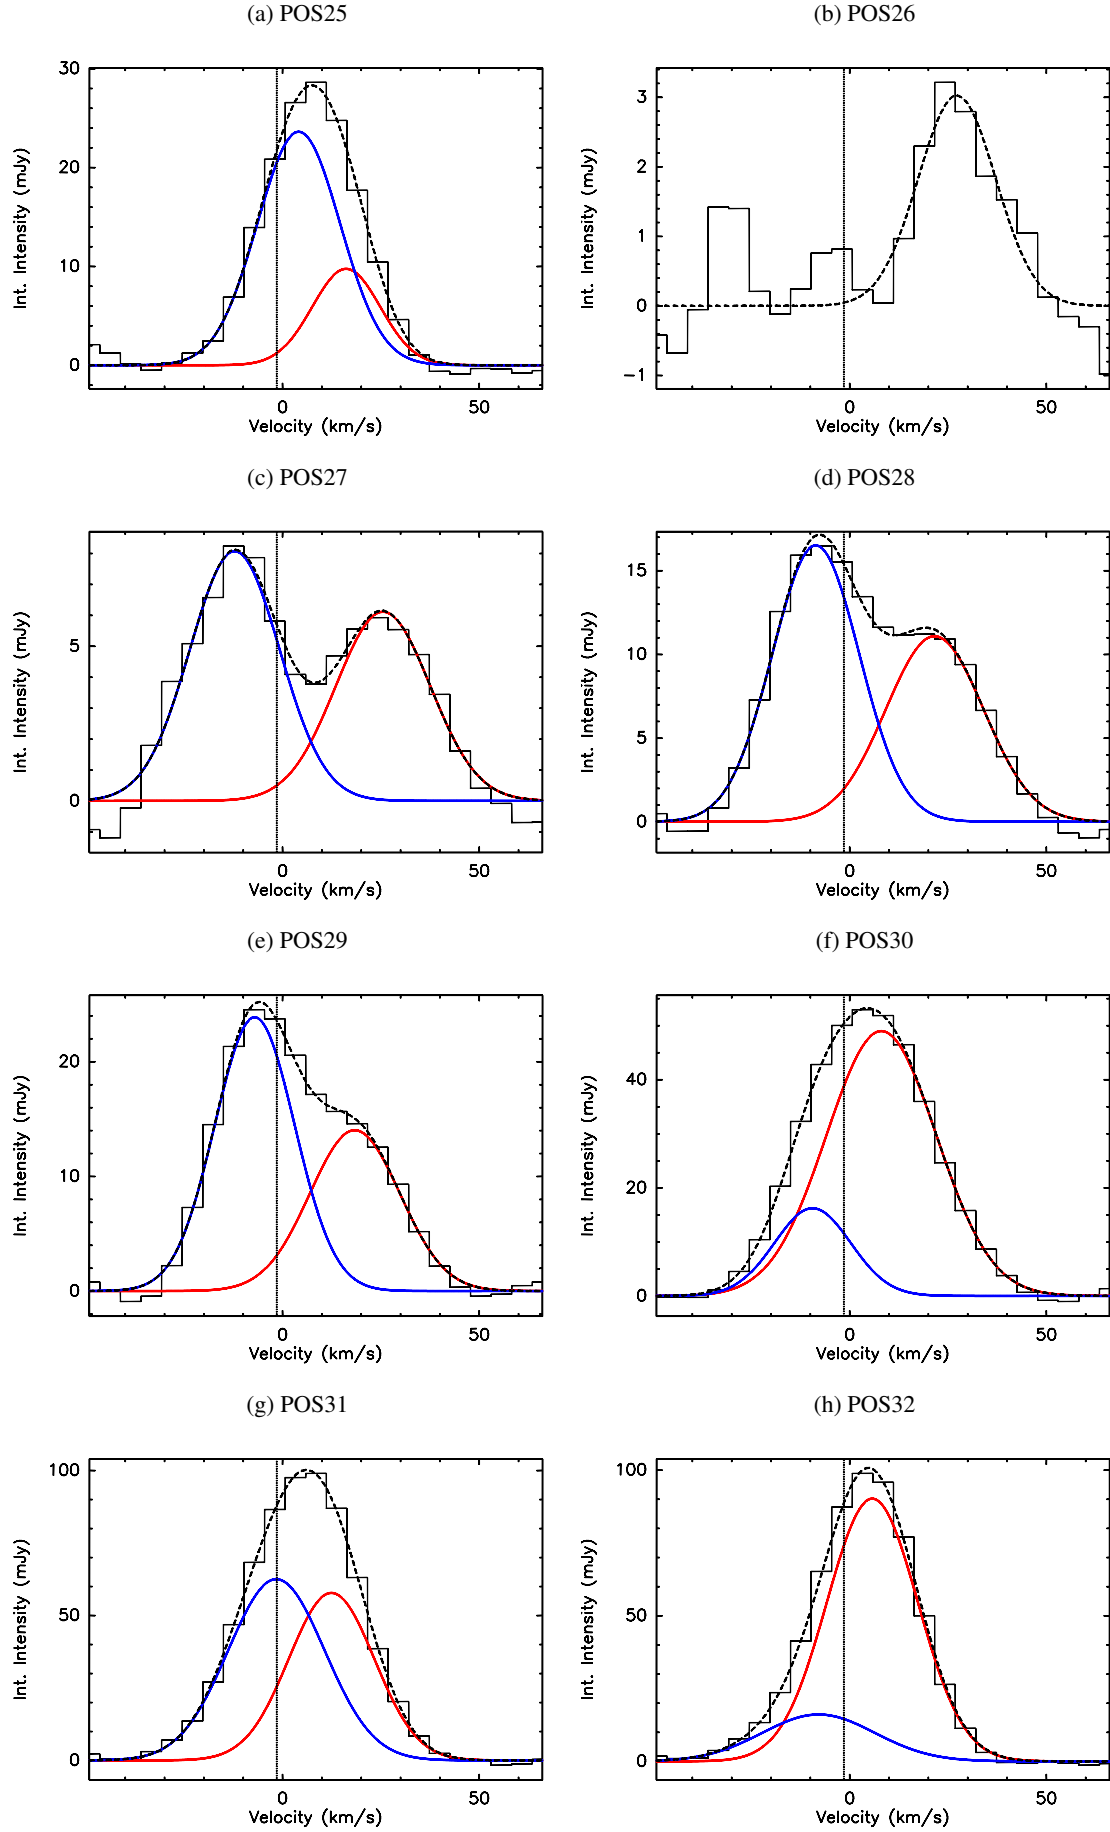 (a) POS25
(b) POS26
30
20
10
0
Int. Intensity (mJy)
0
50
Velocity (km/s)
3
2
1
0
−1
Int. Intensity (mJy)
0
50
Velocity (km/s)
(c) POS27
(d) POS28
5
0
Int. Intensity (mJy)
0
50
Velocity (km/s)
15
10
5
0
Int. Intensity (mJy)
0
50
Velocity (km/s)
(e) POS29
(f) POS30
20
10
0
Int. Intensity (mJy)
0
50
Velocity (km/s)
40
20
0
Int. Intensity (mJy)
0
50
Velocity (km/s)
(g) POS31
(h) POS32
100
50
0
Int. Intensity (mJy)
0
50
Velocity (km/s)
100
50
0
Int. Intensity (mJy)
0
50
Velocity (km/s)